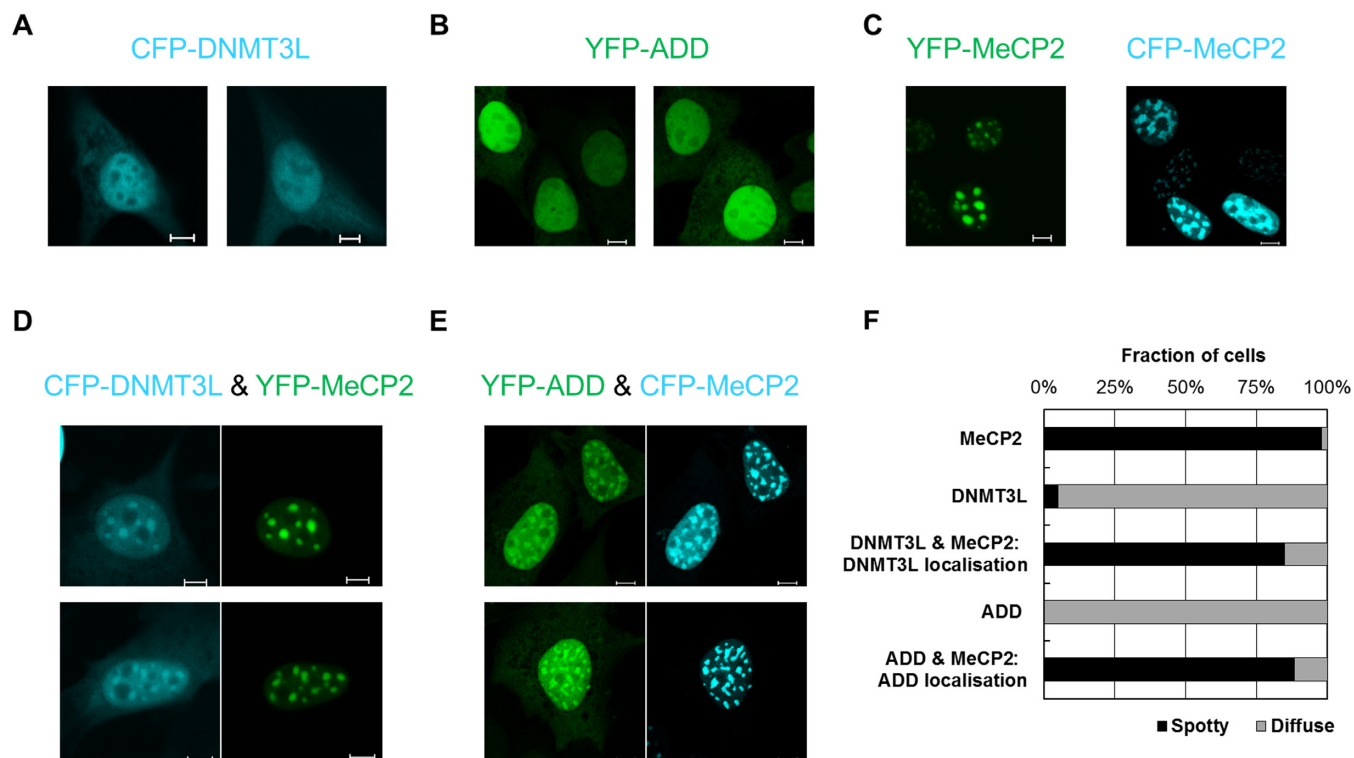 A
CFP-DNMT3L
B
YFP-ADD
C
YFP-MeCP2
CFP-MeCP2
D
CFP-DNMT3L & YFP-MeCP2
E
YFP-ADD & CFP-MeCP2
F
Fraction of cells
0% 25% 50% 75% 100%
MeCP2
DNMT3L
DNMT3L & MeCP2:
DNMT3L localisation
ADD
ADD & MeCP2:
ADD localisation
Spotty Diffuse